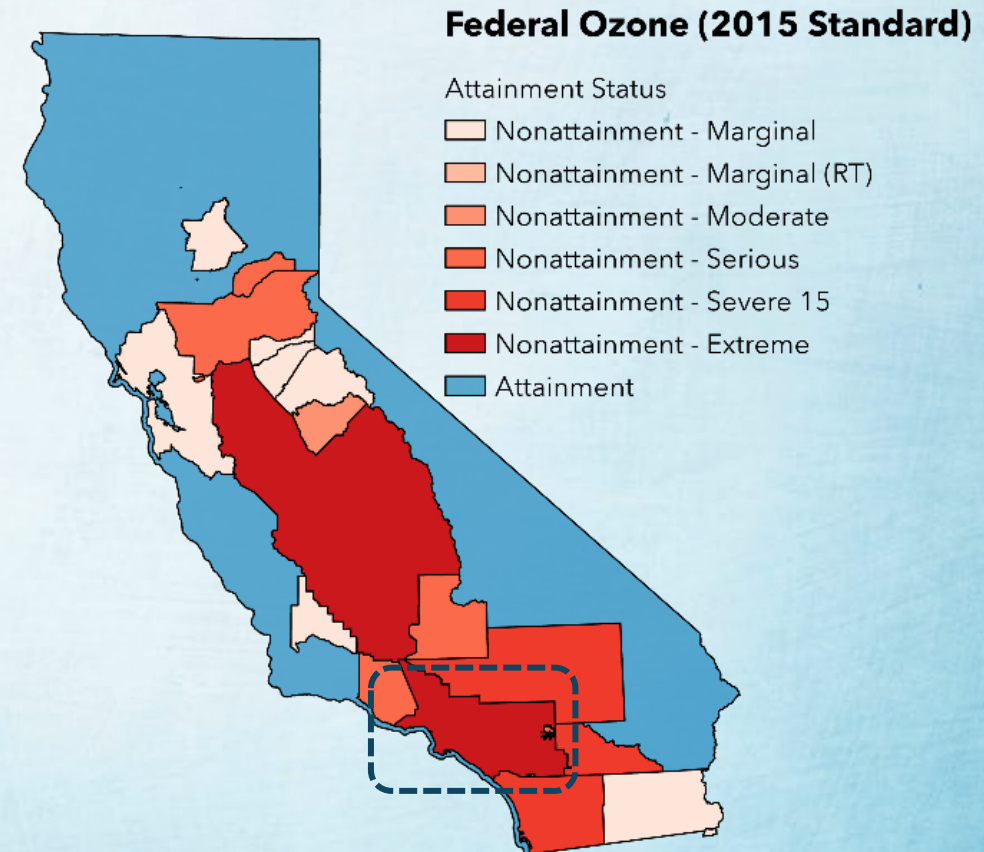 Federal Ozone (2015 Standard)
Attainment Status
Nonattainment - Marginal
Nonattainment - Marginal (RT)
Nonattainment - Moderate
Nonattainment - Serious
Nonattainment - Severe 15
Nonattainment - Extreme
Attainment